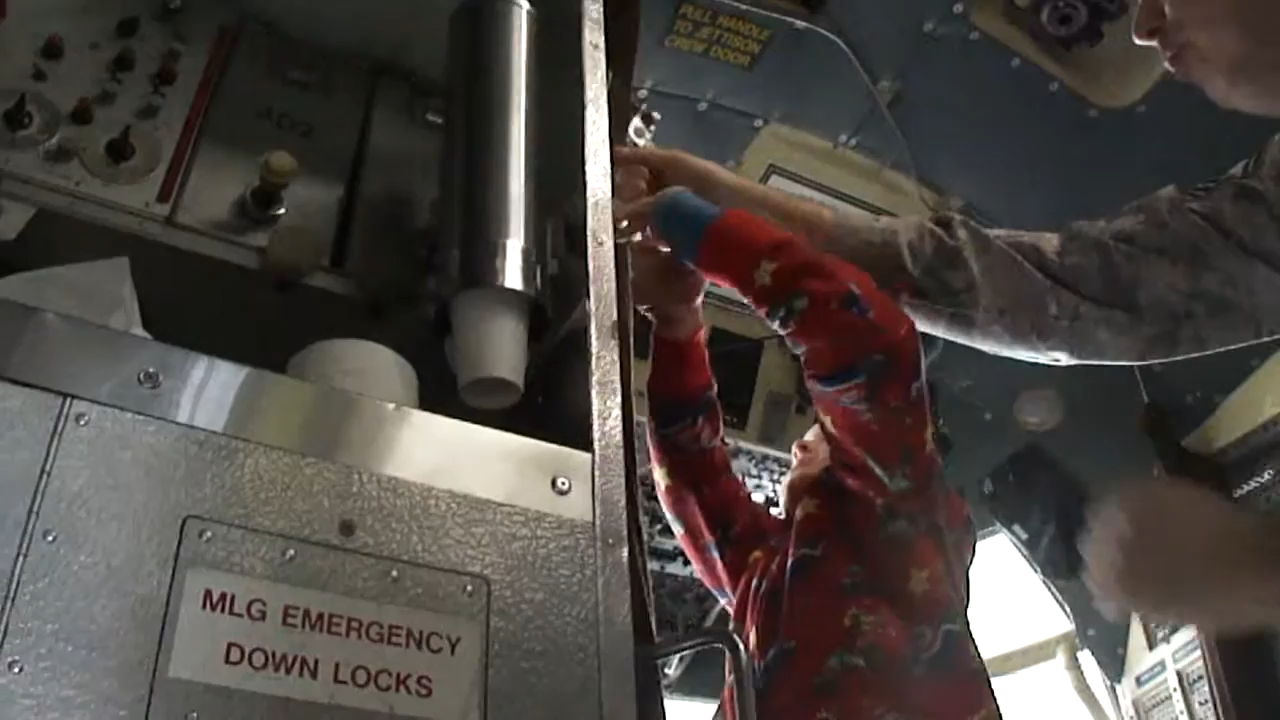 PULL HANDLE
TO JETTISON
CREW DOOR
MLG EMERGENCY
DOWN LOCKS